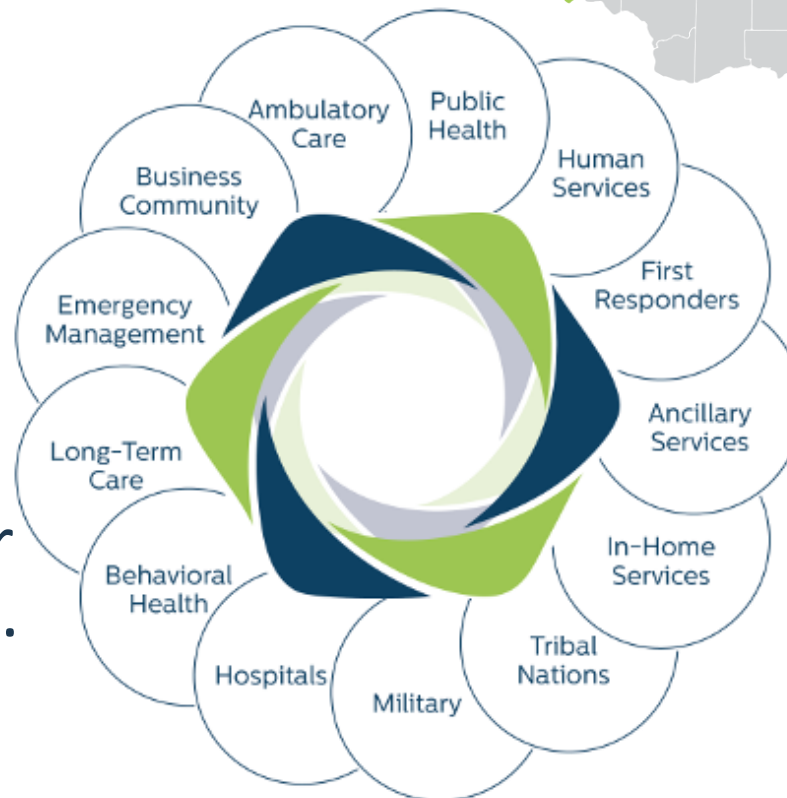 Public
Health
Human
Services
First
Responders
Ancillary
Services
In-Home
Services
Tribal
Nations
Military
Hospitals
Behavioral
Health
Long-Term
Care
Emergency
Management
Business
Community
Ambulatory
Care